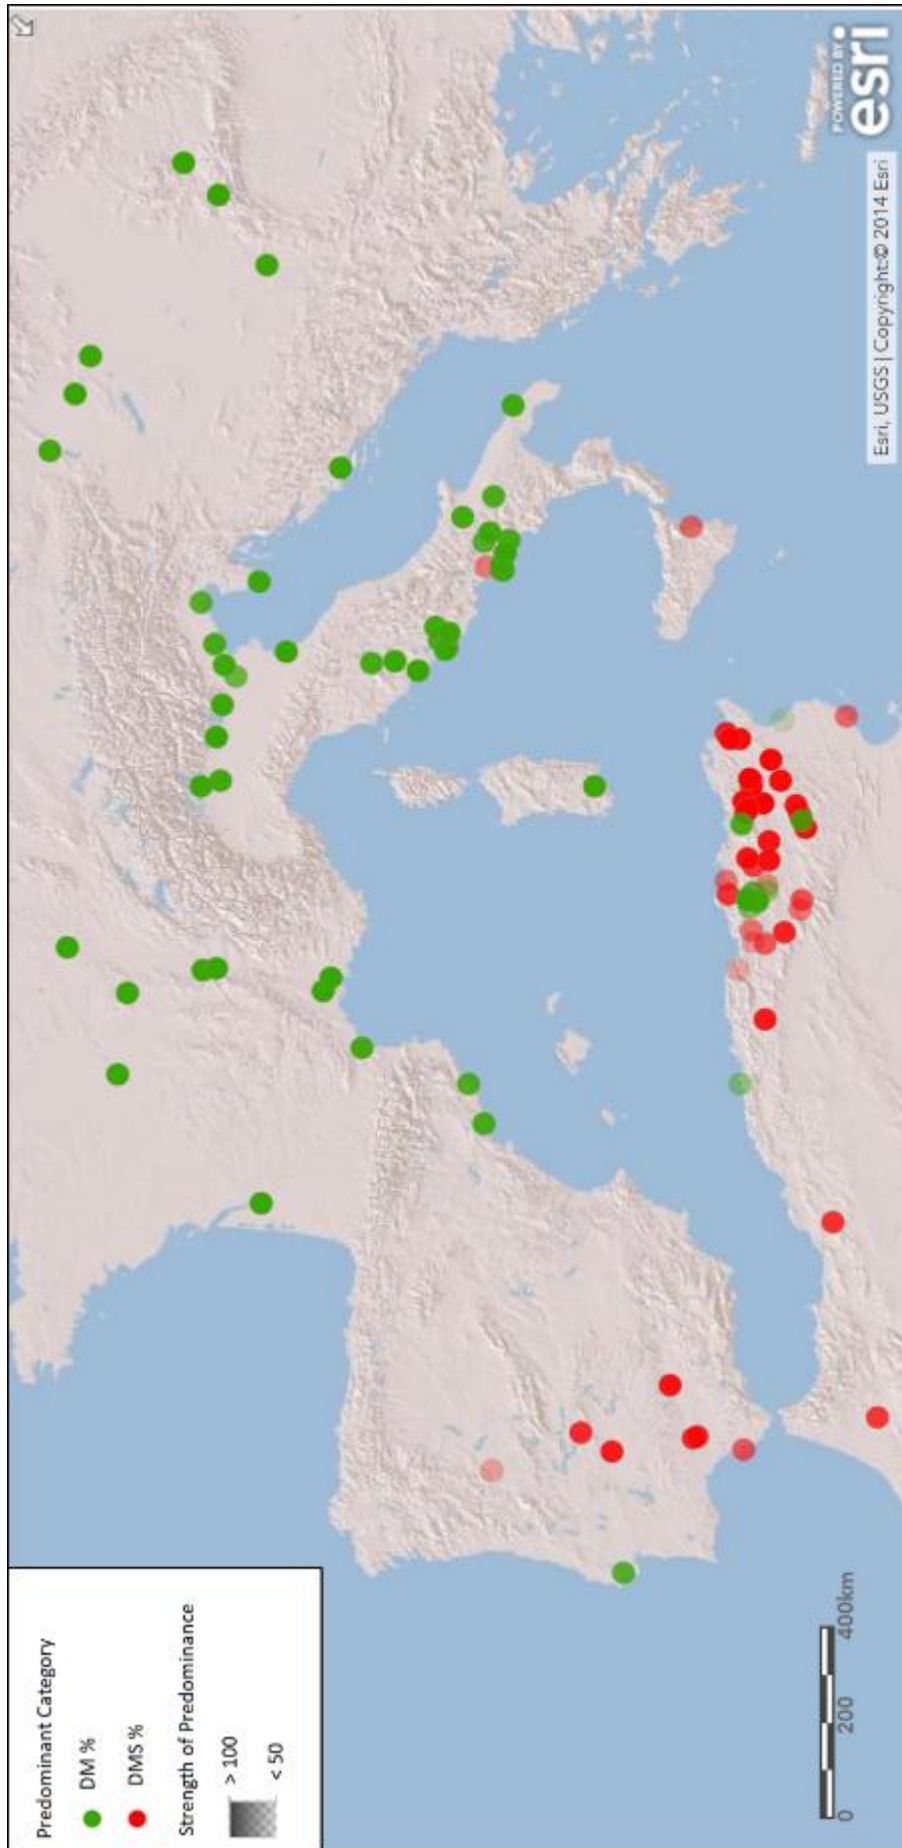 Predominant Category
DM %
DMS %
Strength of Predominance
> 100
< 50
0
200
400km
POWERED BY
esri
Esri, USGS | Copyright:© 2014 Esri